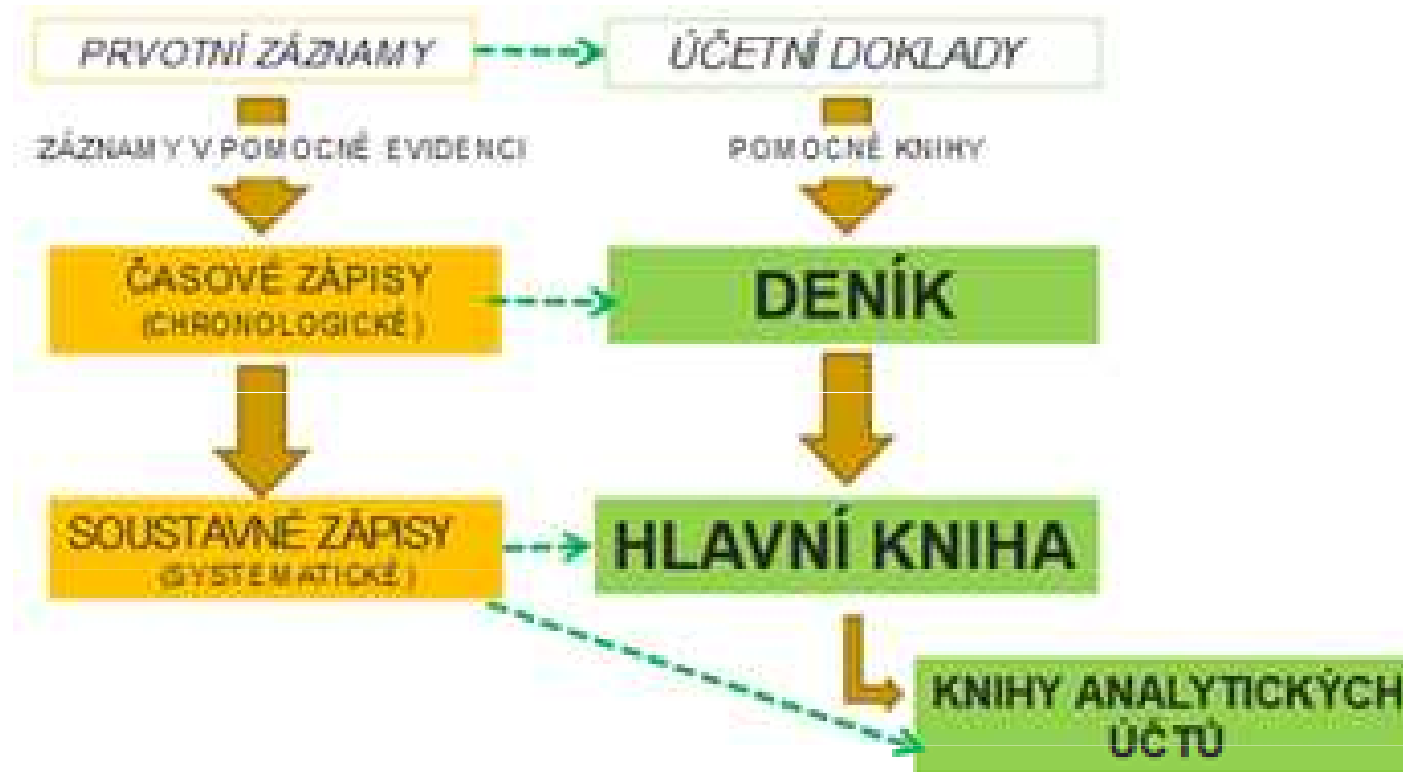 PRVOTNÍ ZÁZNAMY
ÚČETNÍ DOKLADY
ZÁZNAMY V POMOCNÉ EVIDENCI
POMOCNÉ KNIHY
ČASOVÉ ZÁPISY
(CHRONOLOGICKÉ)
DENÍK
SOUSTAVNÉ ZÁPISY
(SYSTEMATICKÉ)
HLAVNÍ KNIHA
KNIHY ANALYTICKÝCH
ÚČTŮ